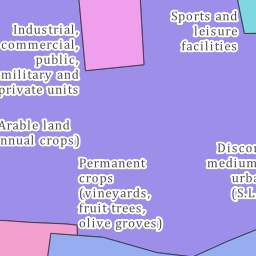 Industrial,
commercial,
public,
military and
private units
Sports and
leisure
facilities
Arable land
nnual crops)
Permanent
crops
(vineyards,
fruit trees,
olive groves)
Discon
medium
urba
(S.L